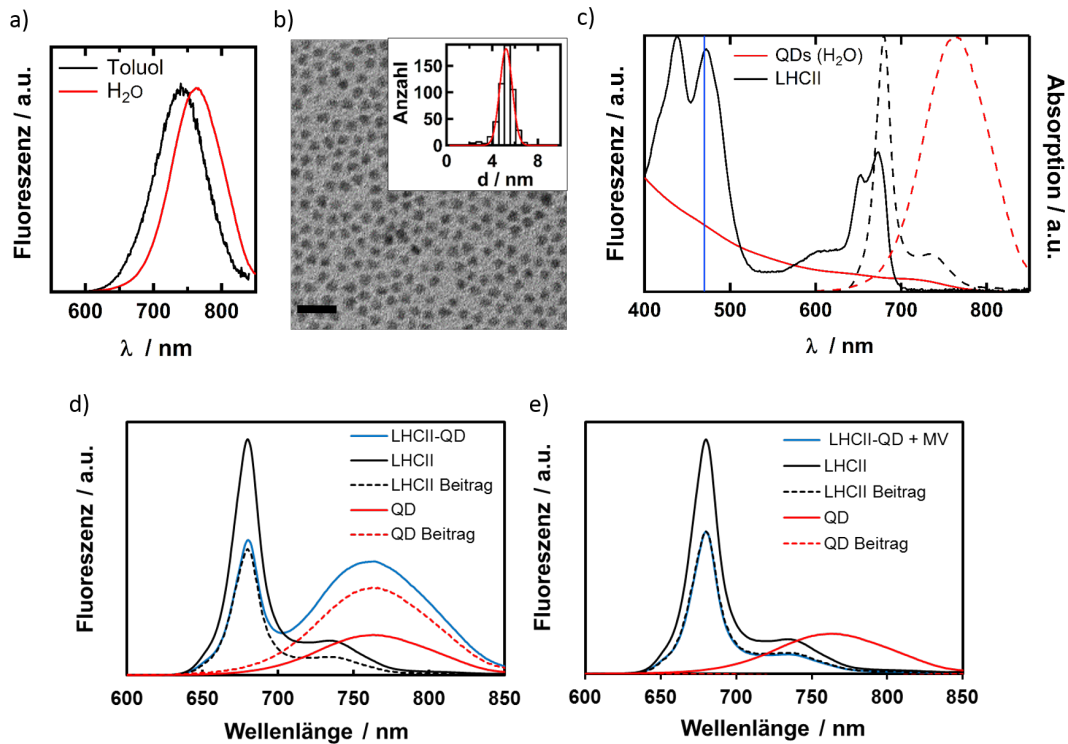 a)
Fluoreszenz / a.u.
Toluol
H₂O
600 700 800
λ / nm
b)
Anzahl
150
100
50
0
0 4 8
d / nm
c)
Fluoreszenz / a.u.
QDs (H₂O)
LHCII
Absorption / a.u.
400 500 600 700 800
λ / nm
d)
Fluoreszenz / a.u.
LHCII-QD
LHCII
LHCII Beitrag
QD
QD Beitrag
600 650 700 750 800 850
Wellenlänge / nm
e)
Fluoreszenz / a.u.
LHCII-QD + MV
LHCII
LHCII Beitrag
QD
QD Beitrag
600 650 700 750 800 850
Wellenlänge / nm